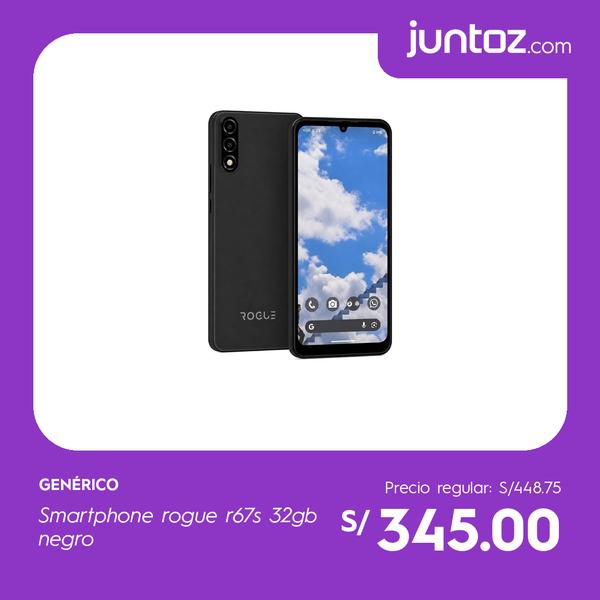 juntoz.com
ROGUE
GENÉRICO
Smartphone rogue r67s 32gb
negro
Precio regular: S/448.75
S/ 345.00